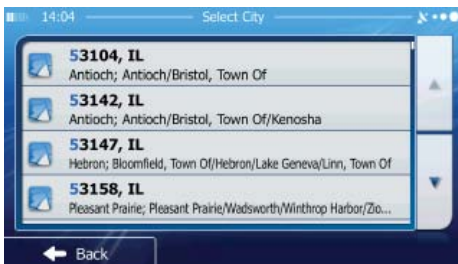 14:04 Select City
53104, IL
Antioch; Antioch/Bristol, Town Of
53142, IL
Antioch; Antioch/Bristol, Town Of/Kenosha
53147, IL
Hebron; Bloomfield, Town Of/Hebron/Lake Geneva/Linn, Town Of
53158, IL
Pleasant Prairie; Pleasant Prairie/Wadsworth/Winthrop Harbor/Zio...
Back